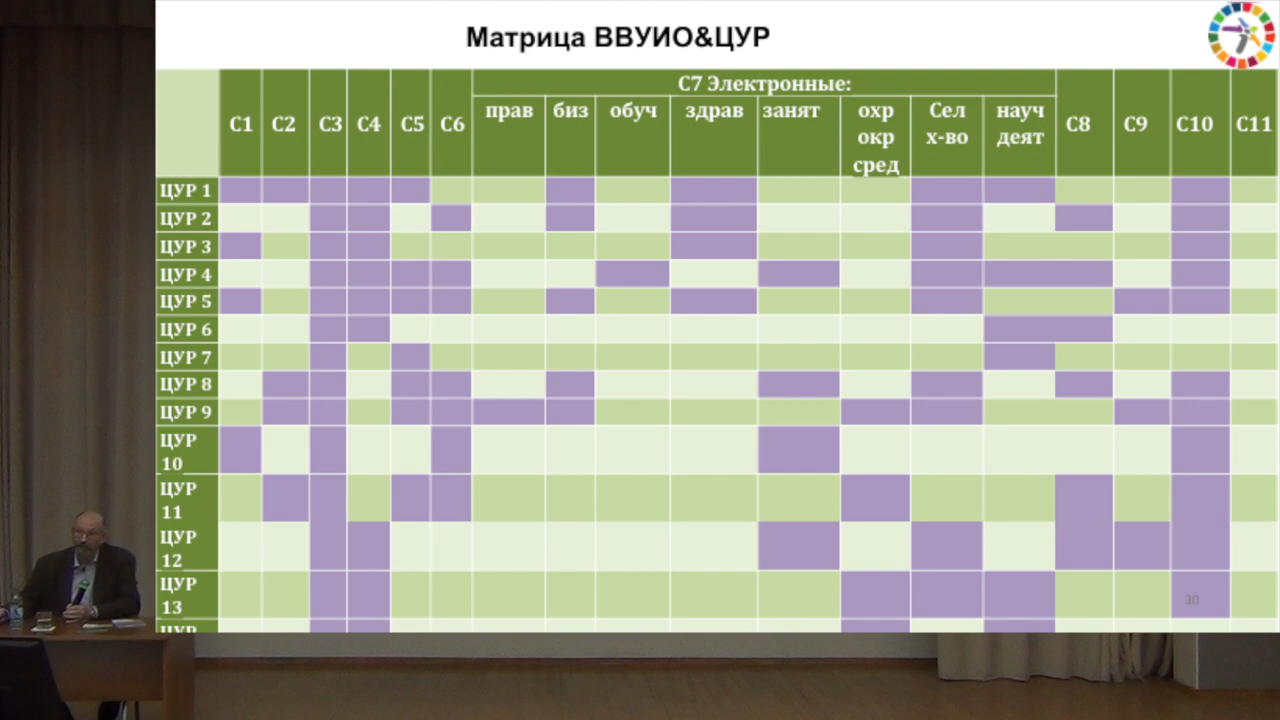 Матрица ВВУИО&ЦУР
С7 Электронные:
С1 С2 С3 С4 С5 С6 прав биз обуч здрав занят охр окр сред Сел х-во науч деят С8 С9 С10 С11
ЦУР 1
ЦУР 2
ЦУР 3
ЦУР 4
ЦУР 5
ЦУР 6
ЦУР 7
ЦУР 8
ЦУР 9
ЦУР
10
ЦУР
11
ЦУР
12
ЦУР
13
30
ЦУР